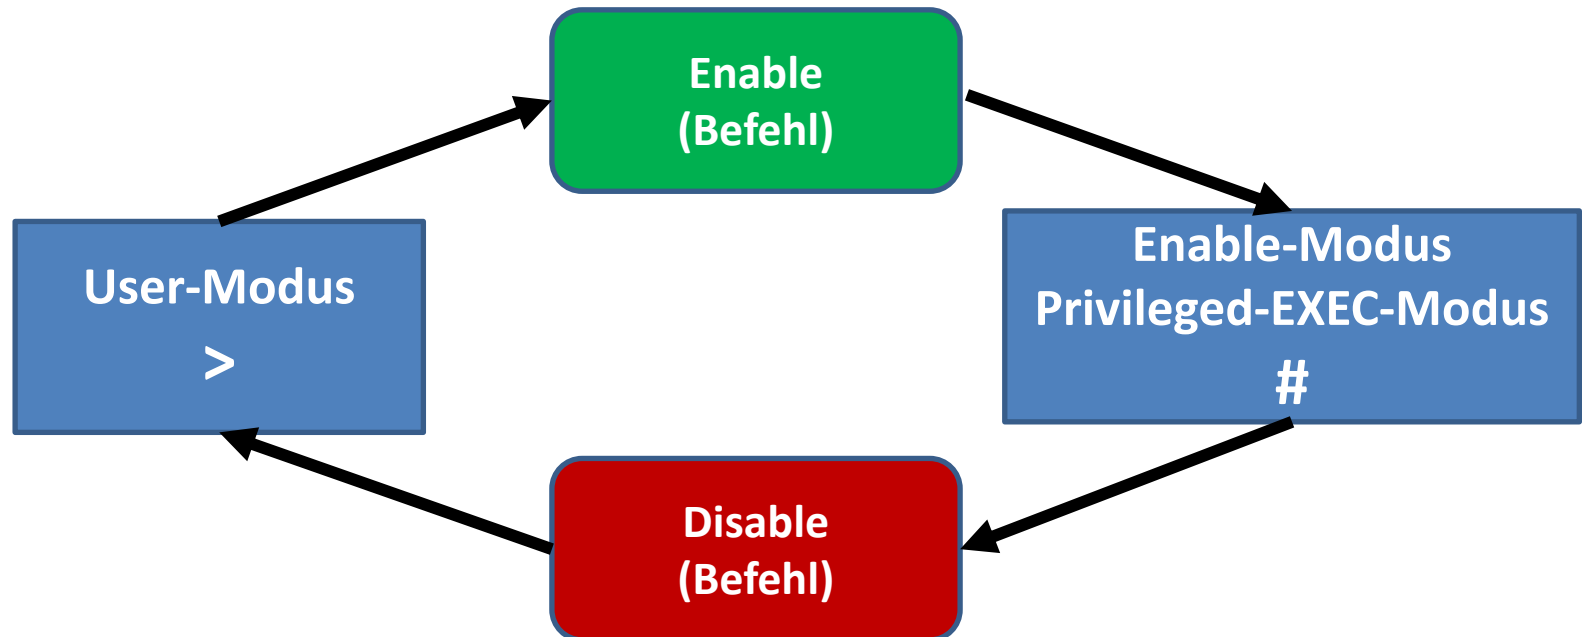 Enable
(Befehl)
User-Modus
>
Enable-Modus
Privileged-EXEC-Modus
#
Disable
(Befehl)